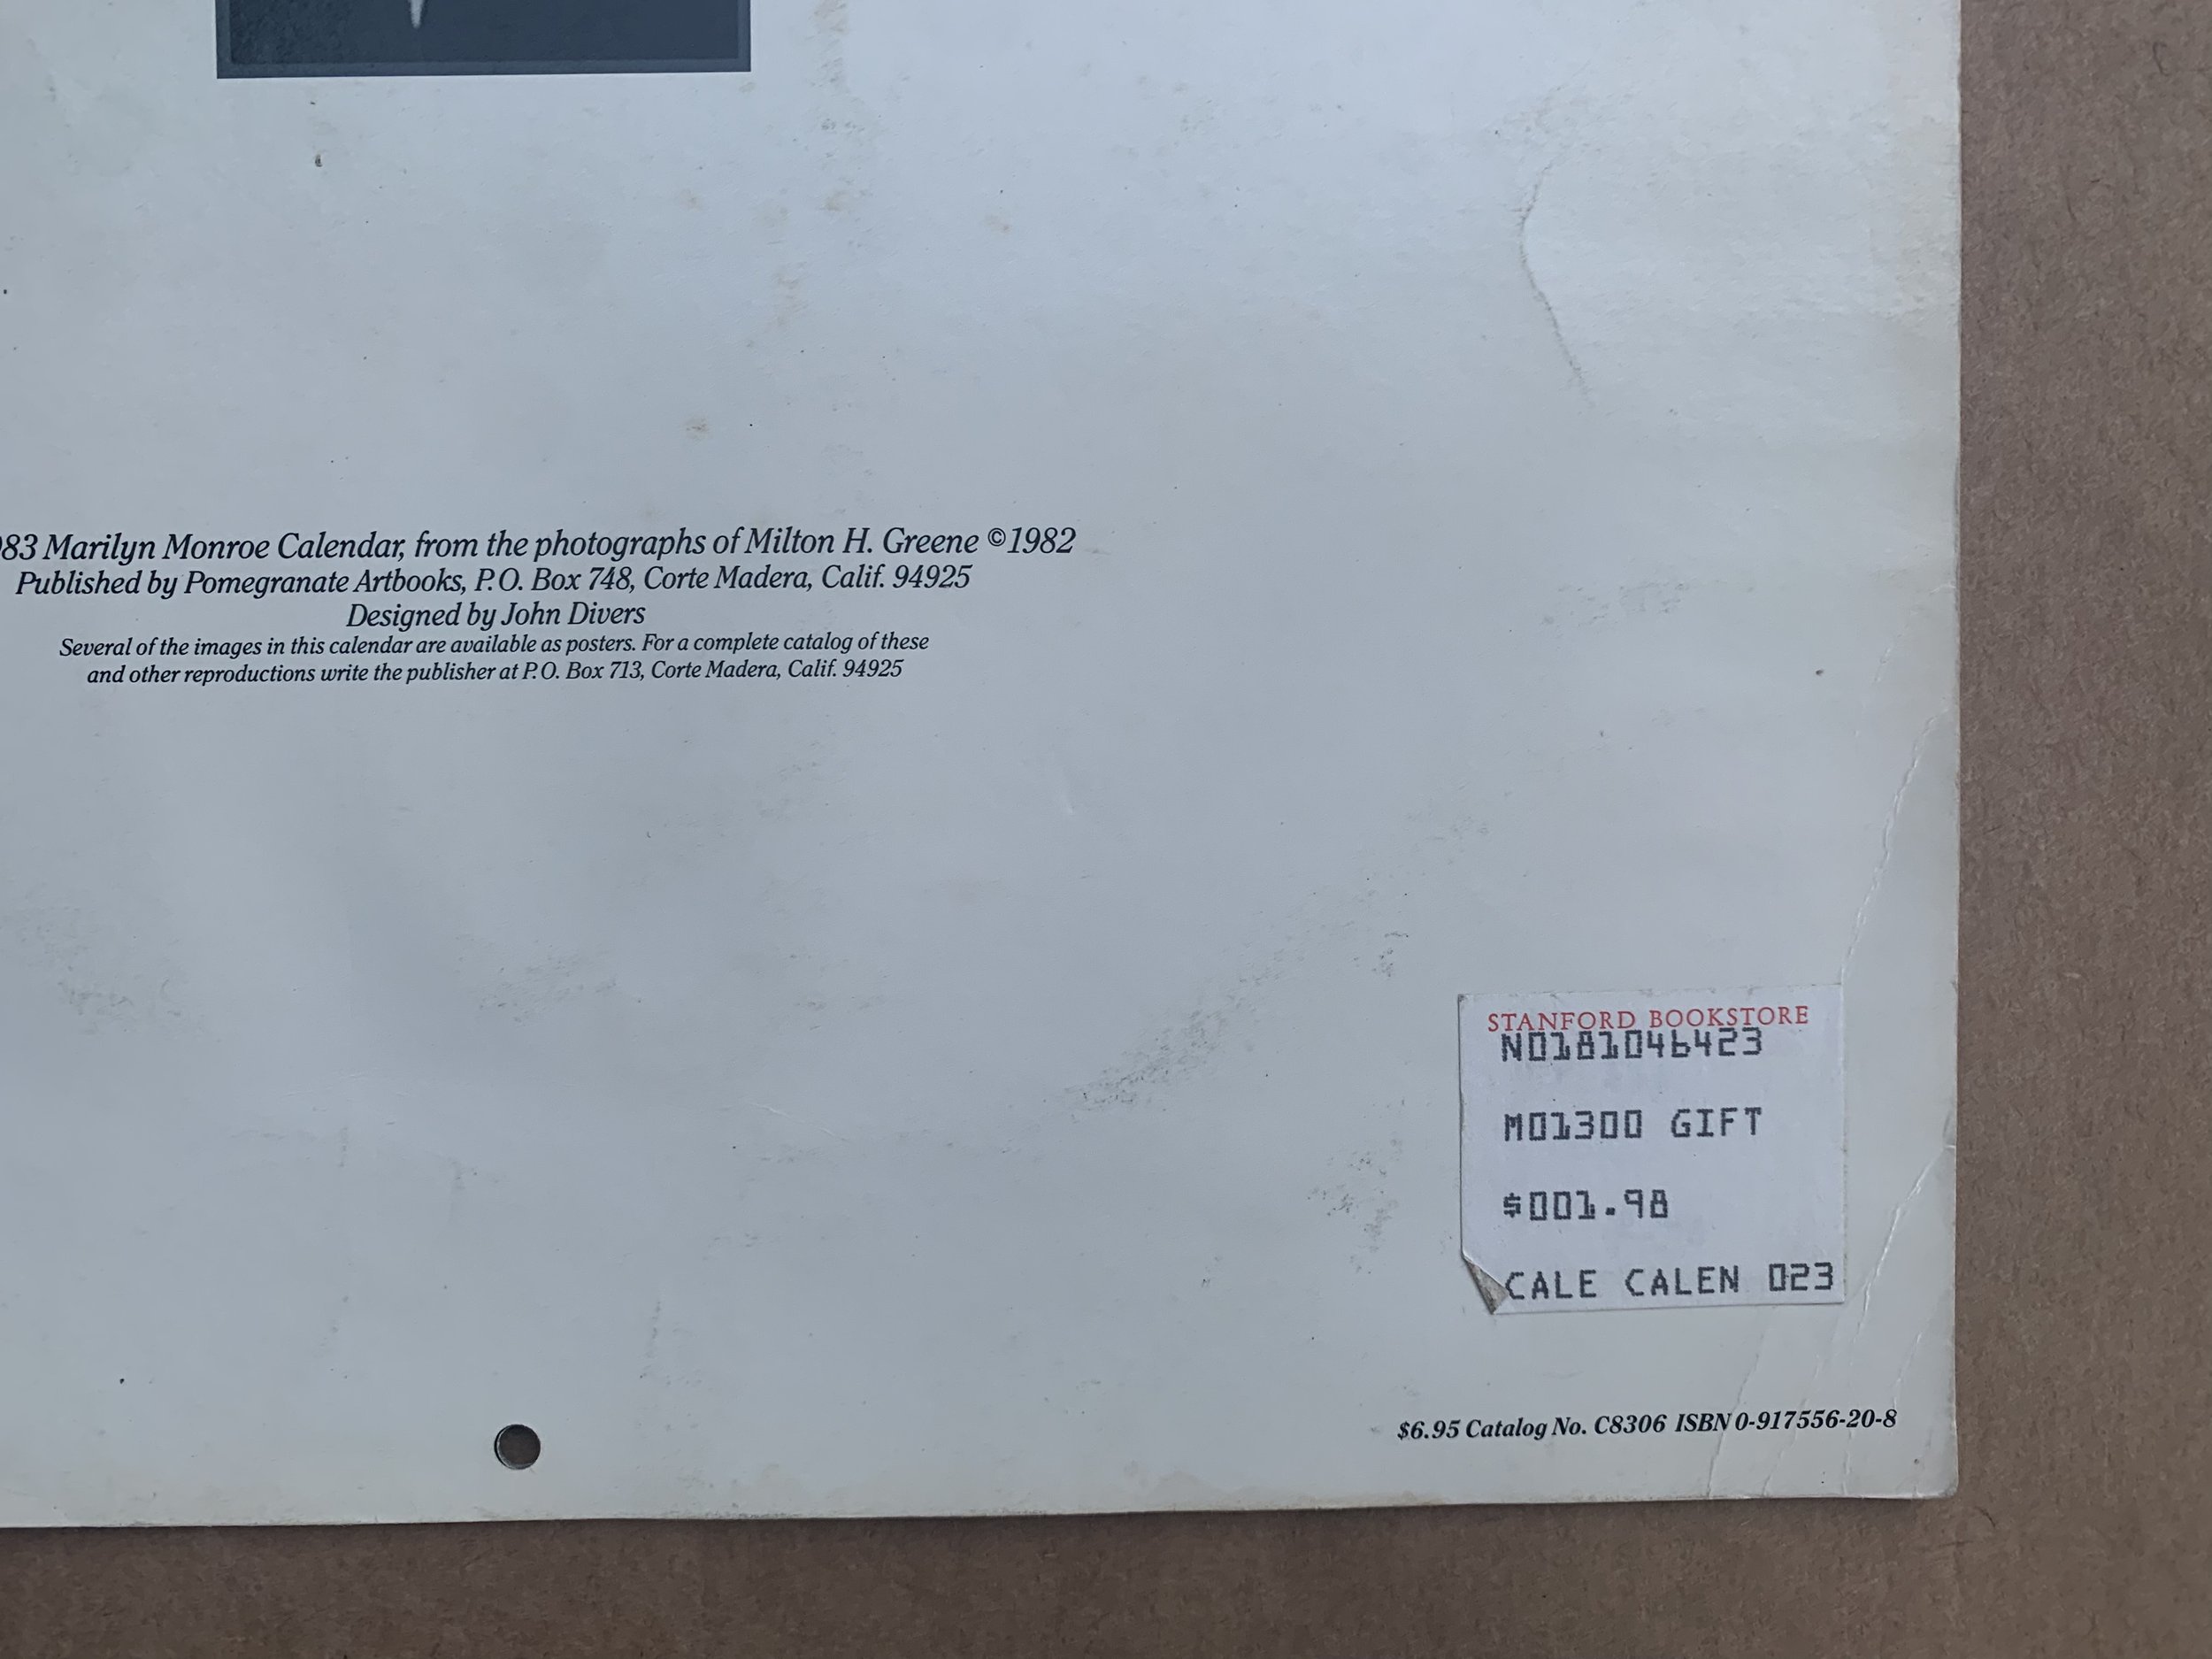 83 Marilyn Monroe Calendar, from the photographs of Milton H. Greene ©1982
Published by Pomegranate Artbooks, P.O. Box 748, Corte Madera, Calif. 94925
Designed by John Divers
Several of the images in this calendar are available as posters. For a complete catalog of these
and other reproductions write the publisher at P.O. Box 713, Corte Madera, Calif. 94925
STANFORD BOOKSTORE
N0181046423
M01300 GIFT
$001.98
CALE CALEN 023
$6.95 Catalog No. C8306 ISBN 0-917556-20-8